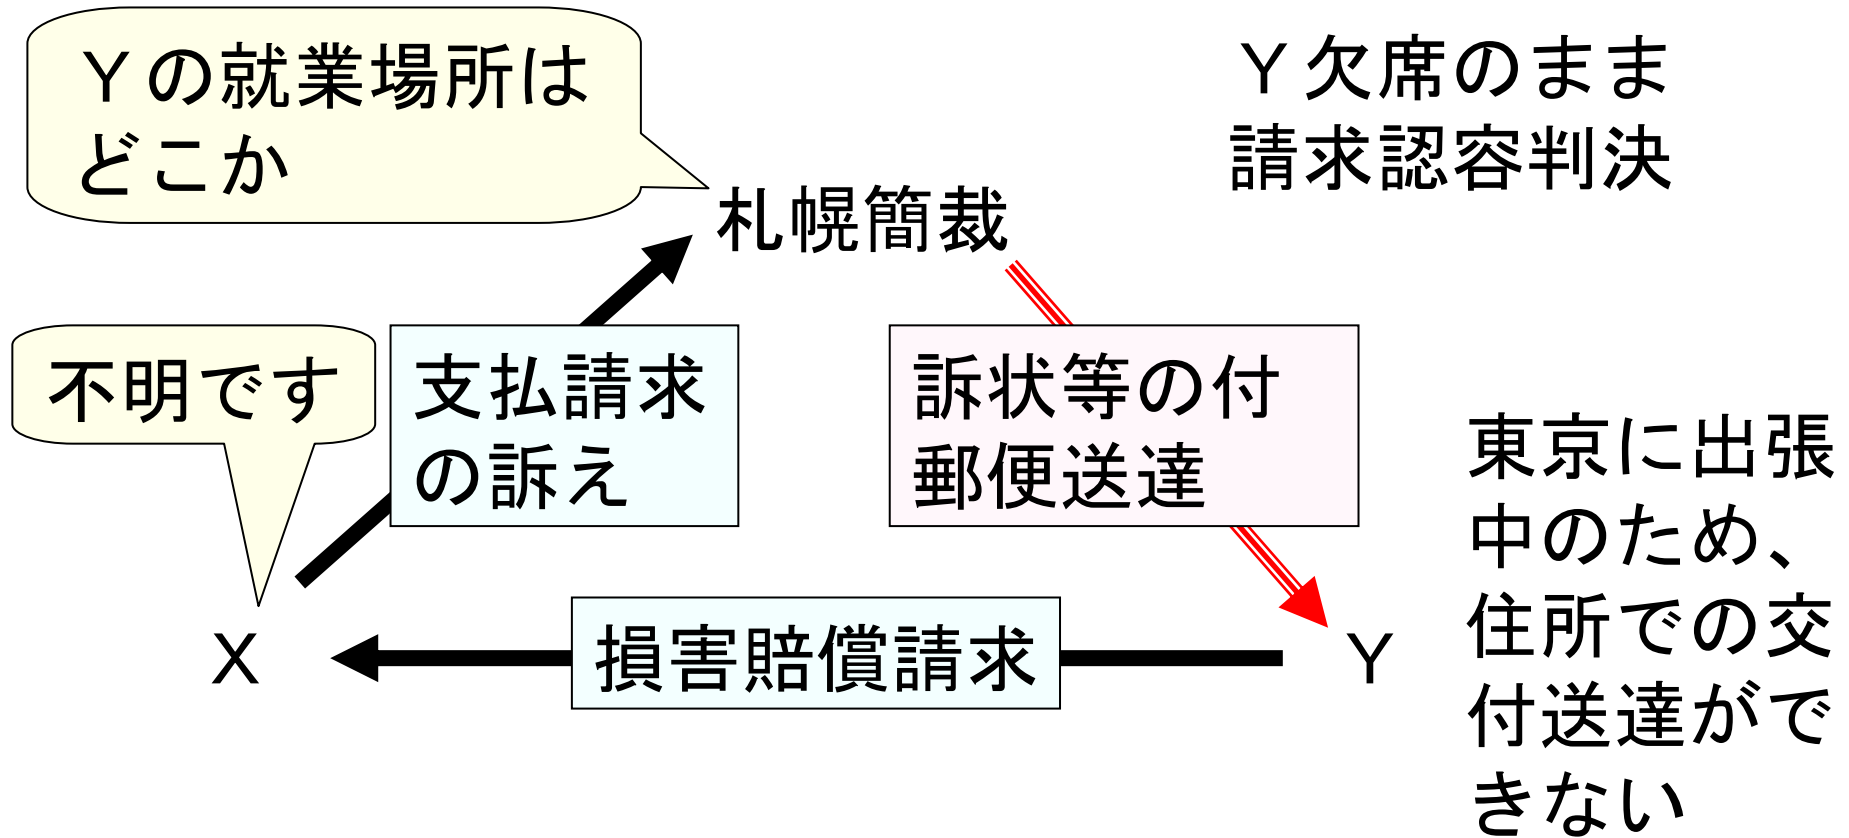 Yの就業場所は
どこか
Y欠席のまま
請求認容判決
札幌簡裁
不明です
支払請求
の訴え
訴状等の付
郵便送達
東京に出張
中のため、
住所での交
付送達がで
きない
X
損害賠償請求
Y